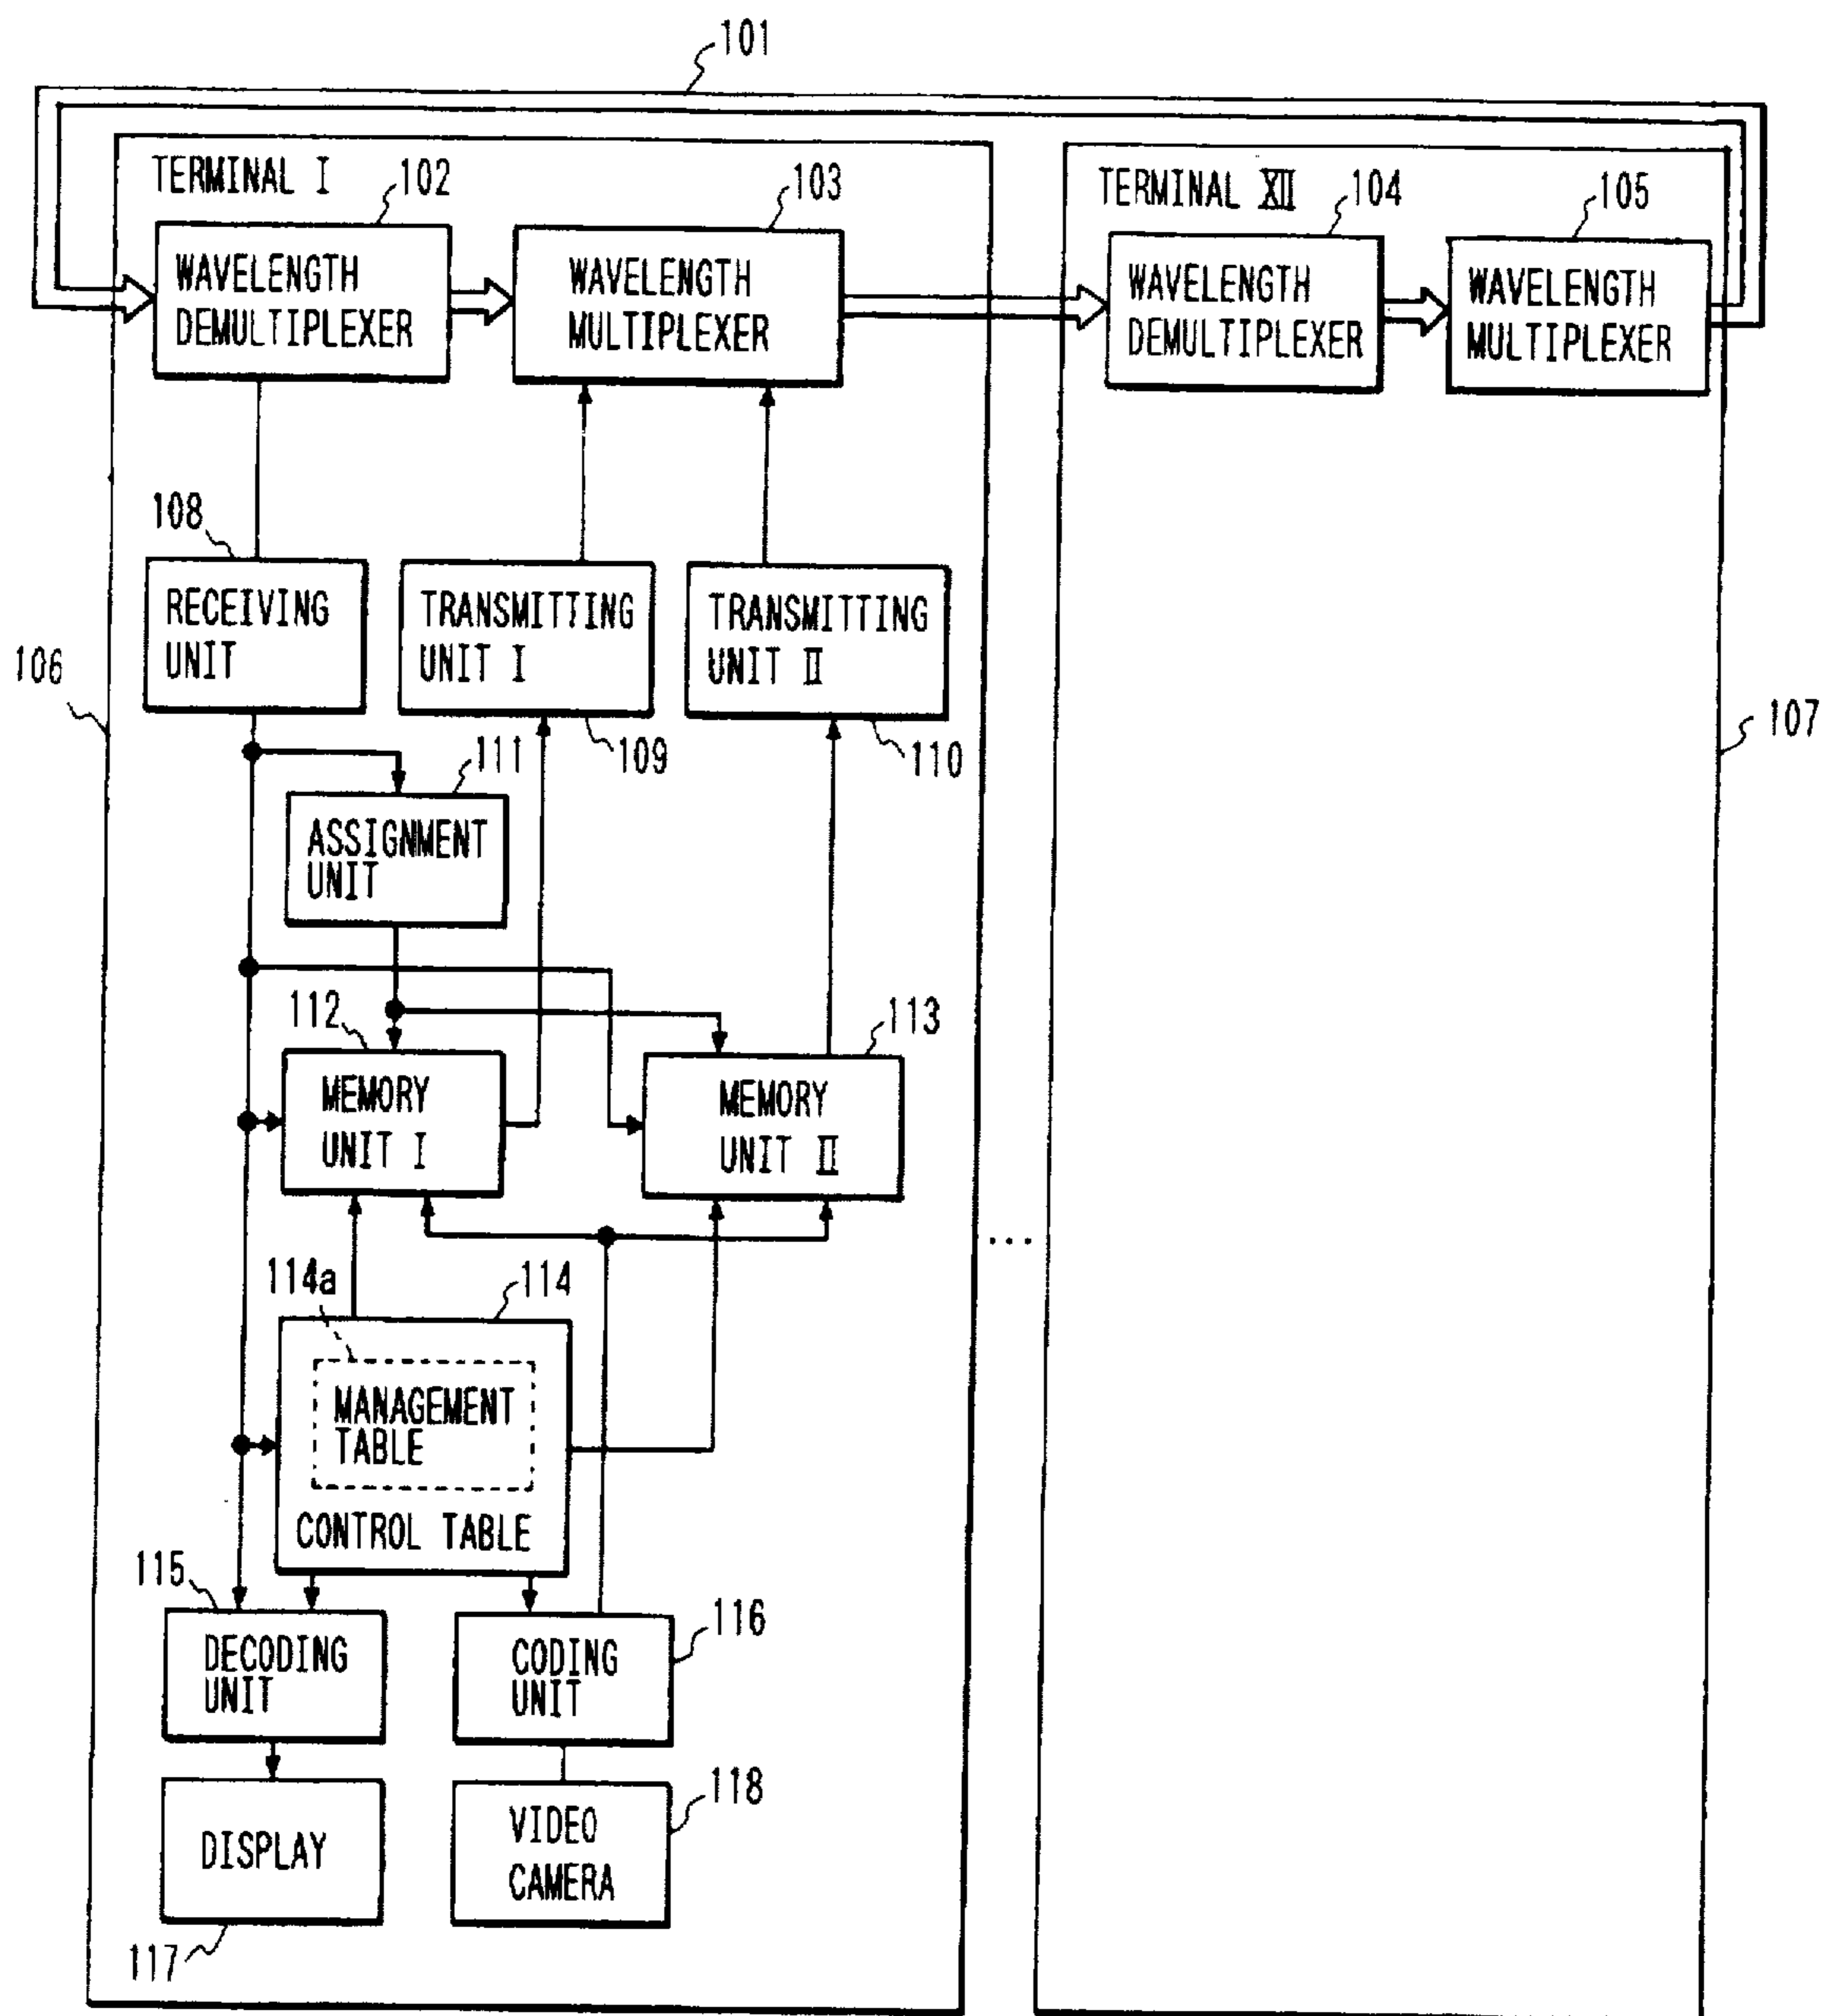 101
TERMINAL I
102
103
TERMINAL XII
104
105
WAVELENGTH
DEMULTIPLEXER
WAVELENGTH
MULTIPLEXER
WAVELENGTH
DEMULTIPLEXER
WAVELENGTH
MULTIPLEXER
108
RECEIVING
UNIT
TRANSMITTING
UNIT I
TRANSMITTING
UNIT II
106
107
109
110
111
ASSIGNMENT
UNIT
112
113
MEMORY
UNIT I
MEMORY
UNIT II
...
114a
114
MANAGEMENT
TABLE
CONTROL TABLE
115
116
DECODING
UNIT
CODING
UNIT
118
DISPLAY
VIDEO
CAMERA
117